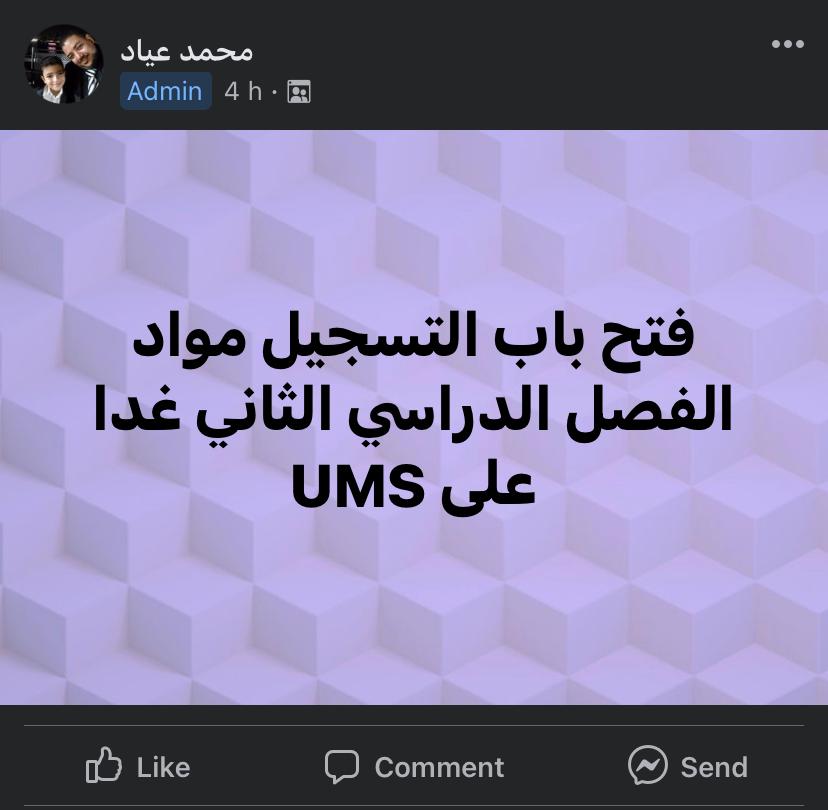 محمد عياد
Admin 4 h ·
فتح باب التسجيل مواد
الفصل الدراسي الثاني غدا
على UMS
Like Comment Send